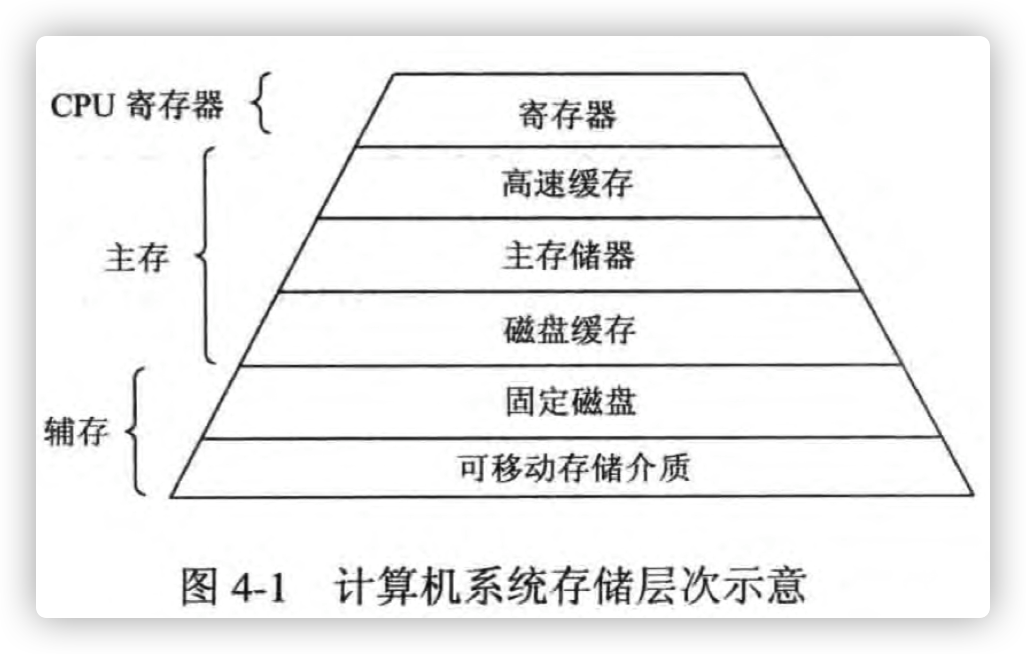 CPU 寄存器
寄存器
高速缓存
主存
主存储器
磁盘缓存
辅存
固定磁盘
可移动存储介质
图 4-1 计算机系统存储层次示意